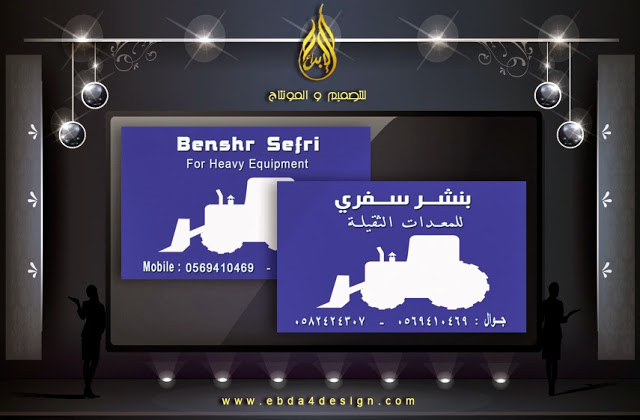 إبداع
للتصميم و المونتاج
Benshr Sefri
For Heavy Equipment
Mobile : 0569410469 -
بنشر سفري
للمعدات الثقيلة
جوال : ٠٥٦٩٤١٠٤٦٩ - ٠٥٨٢٤٢٤٣٠٧
www.ebda4design.com